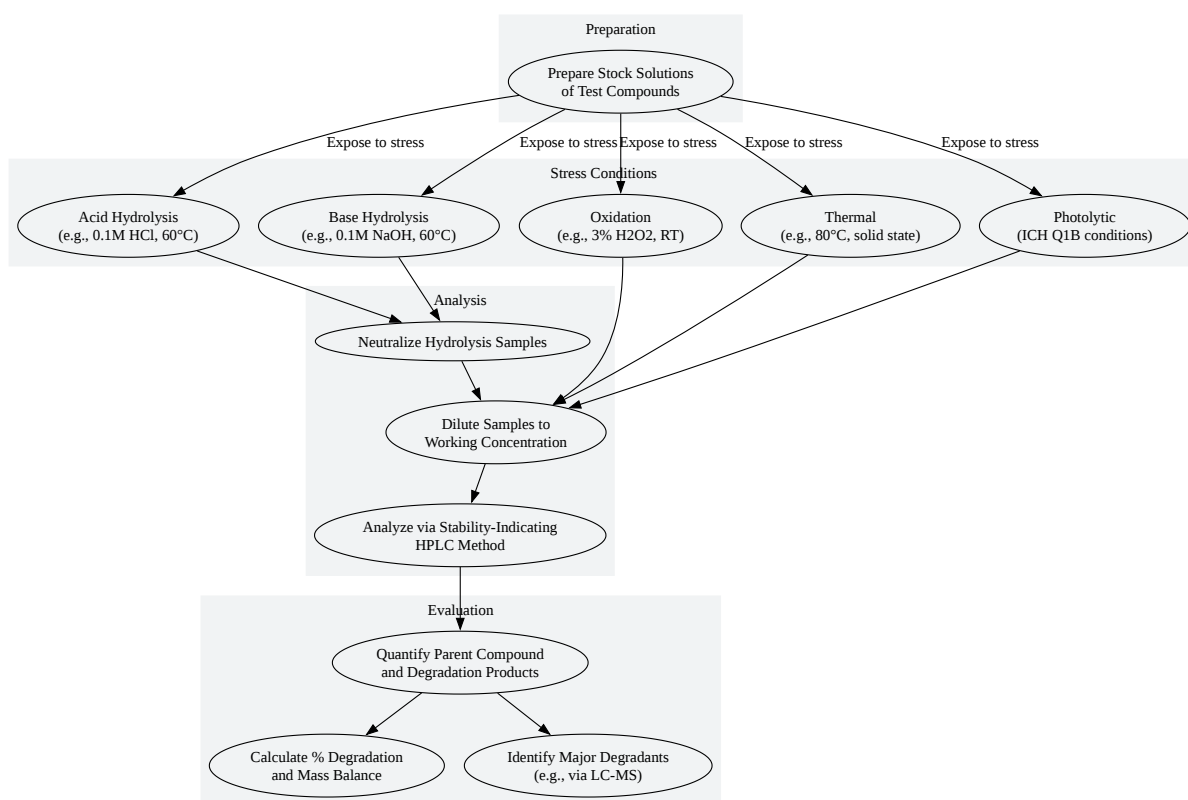 Preparation
Prepare Stock Solutions
of Test Compounds
Expose to stress
Expose to stress
Expose to stress
Expose to stress
Expose to stress
Stress Conditions
Acid Hydrolysis
(e.g., 0.1M HCl, 60°C)
Base Hydrolysis
(e.g., 0.1M NaOH, 60°C)
Oxidation
(e.g., 3% H2O2, RT)
Thermal
(e.g., 80°C, solid state)
Photolytic
(ICH Q1B conditions)
Analysis
Neutralize Hydrolysis Samples
Dilute Samples to
Working Concentration
Analyze via Stability-Indicating
HPLC Method
Evaluation
Quantify Parent Compound
and Degradation Products
Calculate % Degradation
and Mass Balance
Identify Major Degradants
(e.g., via LC-MS)